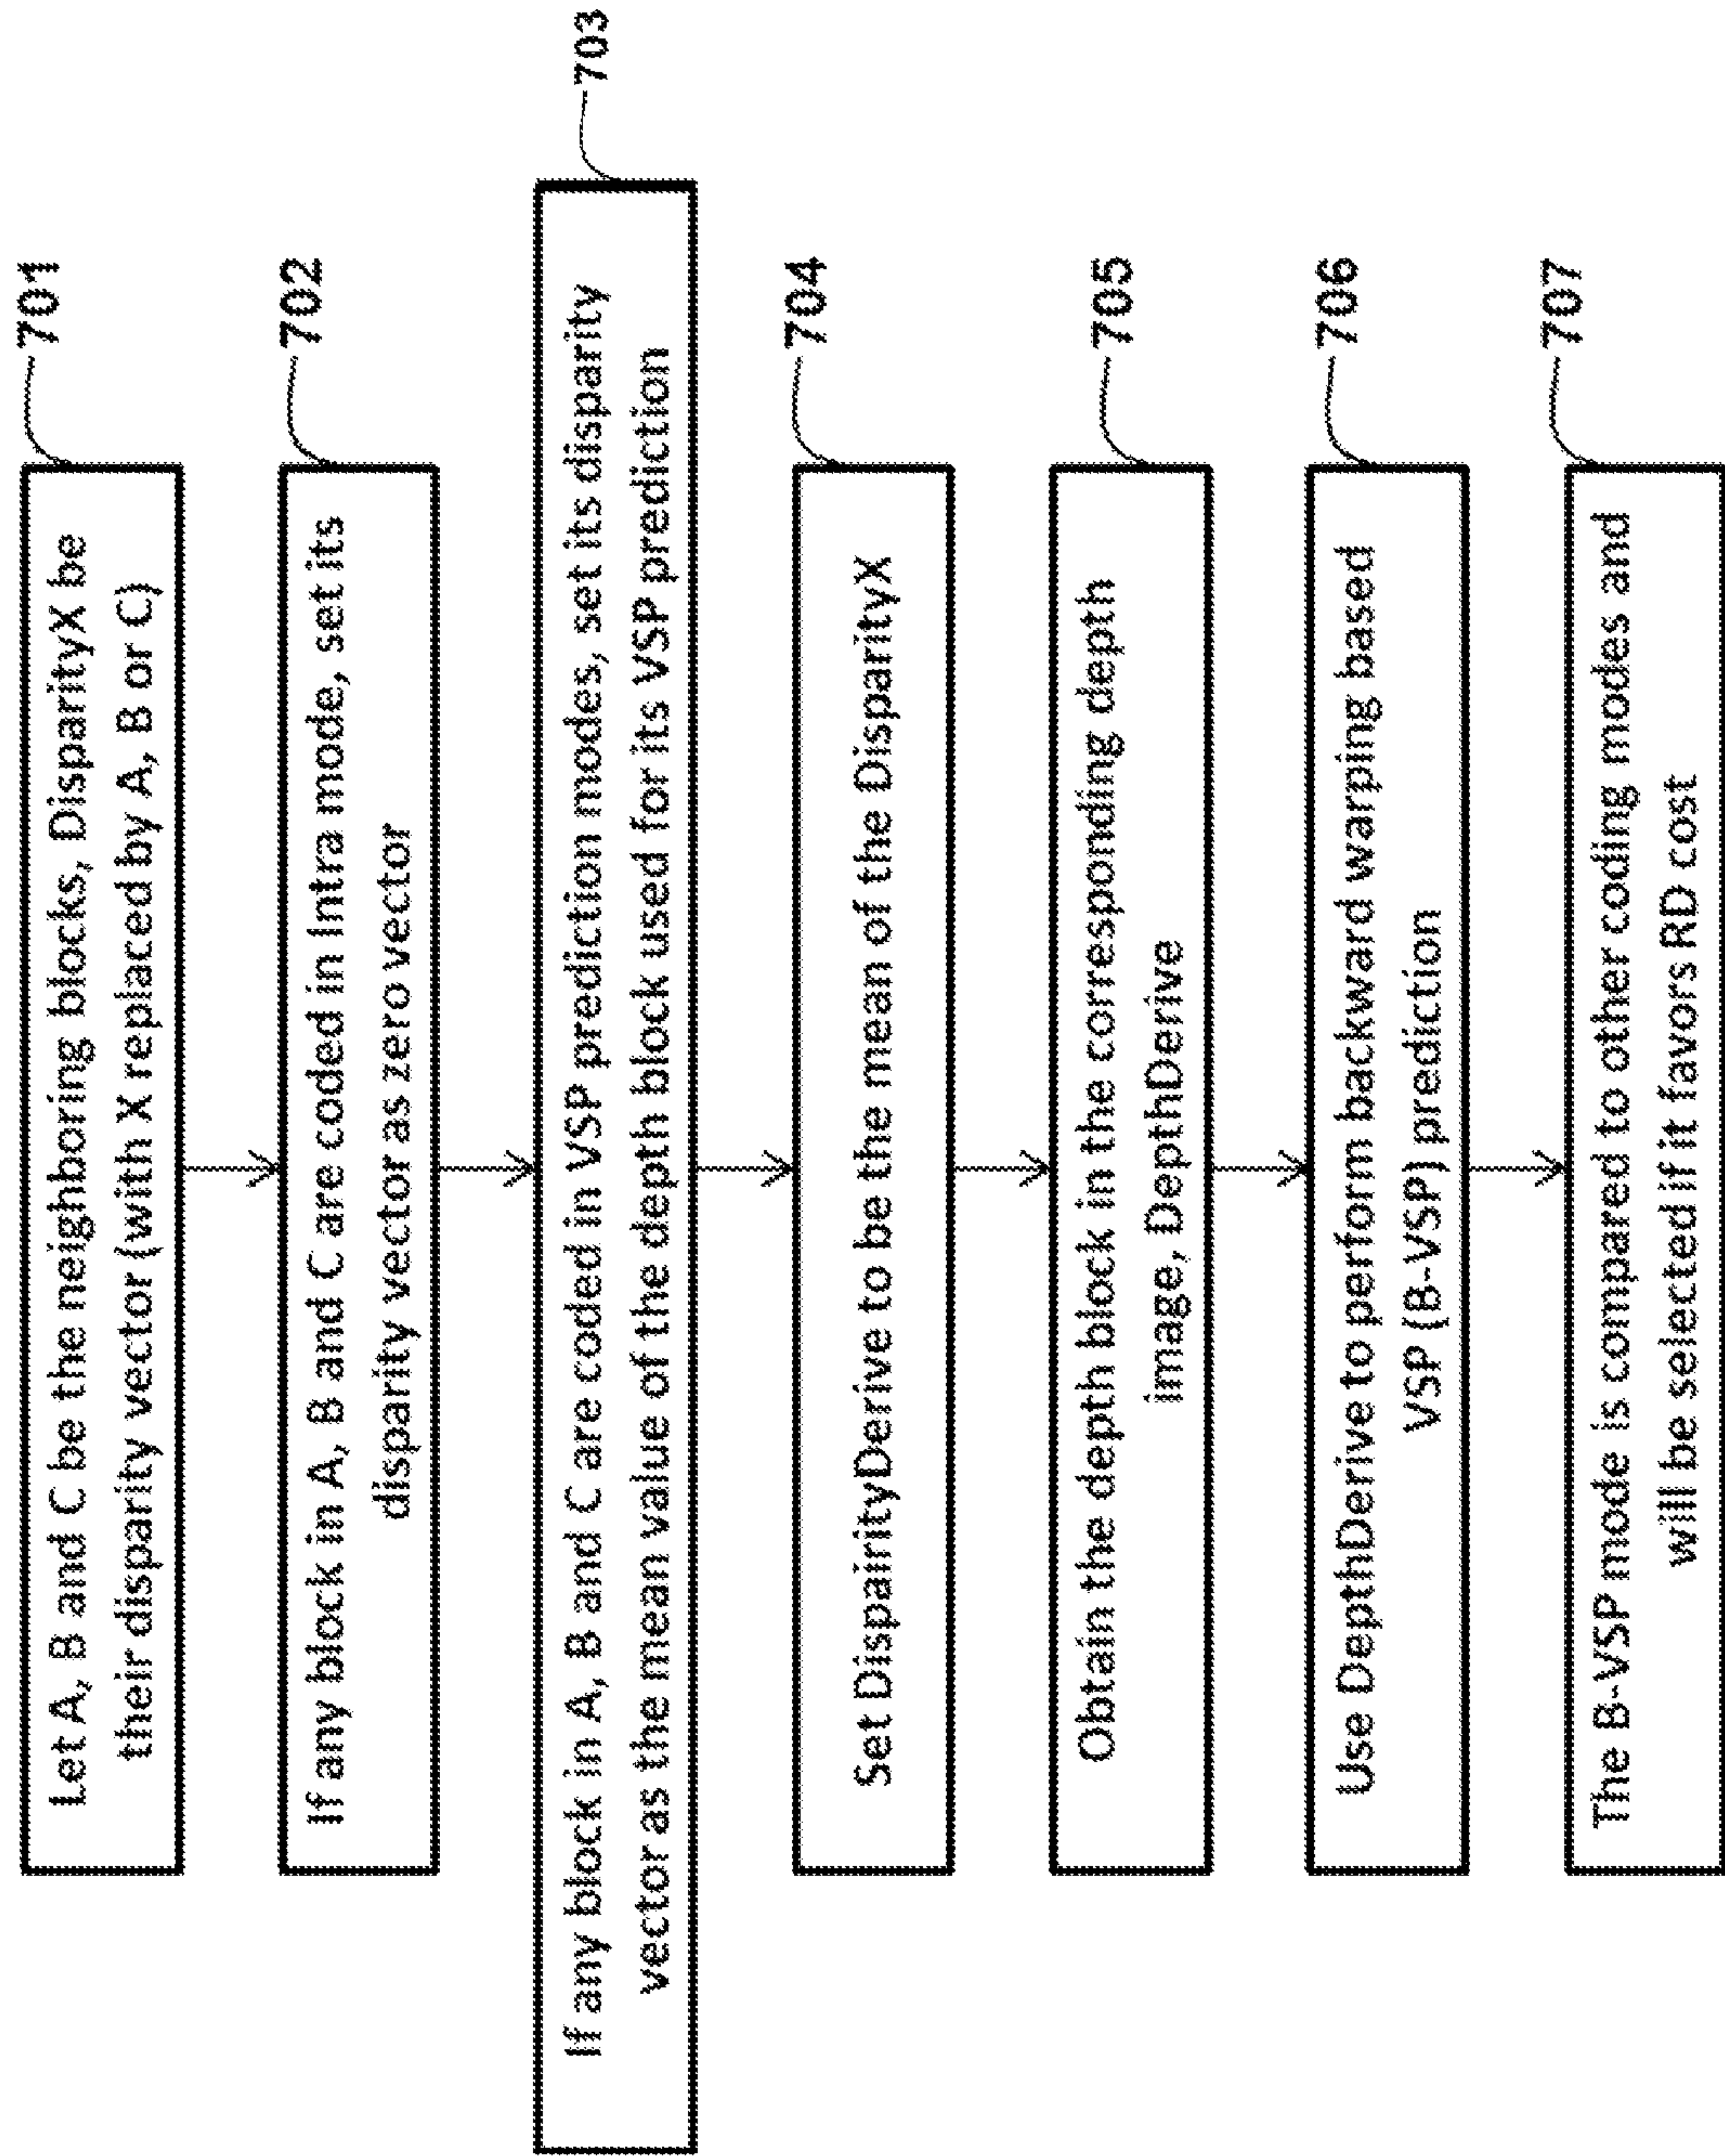 Let A, B and C be the neighboring blocks, DisparityX be
their disparity vector (with X replaced by A, B or C)
701
If any block in A, B and C are coded in Intra mode, set its
disparity vector as zero vector
702
If any block in A, B and C are coded in VSP prediction modes, set its disparity
vector as the mean value of the depth block used for its VSP prediction
703
Set DispairityDerive to be the mean of the DisparityX
704
Obtain the depth block in the corresponding depth
image, DepthDerive
705
Use DepthDerive to perform backward warping based
VSP (B-VSP) prediction
706
The B-VSP mode is compared to other coding modes and
will be selected if it favors RD cost
707